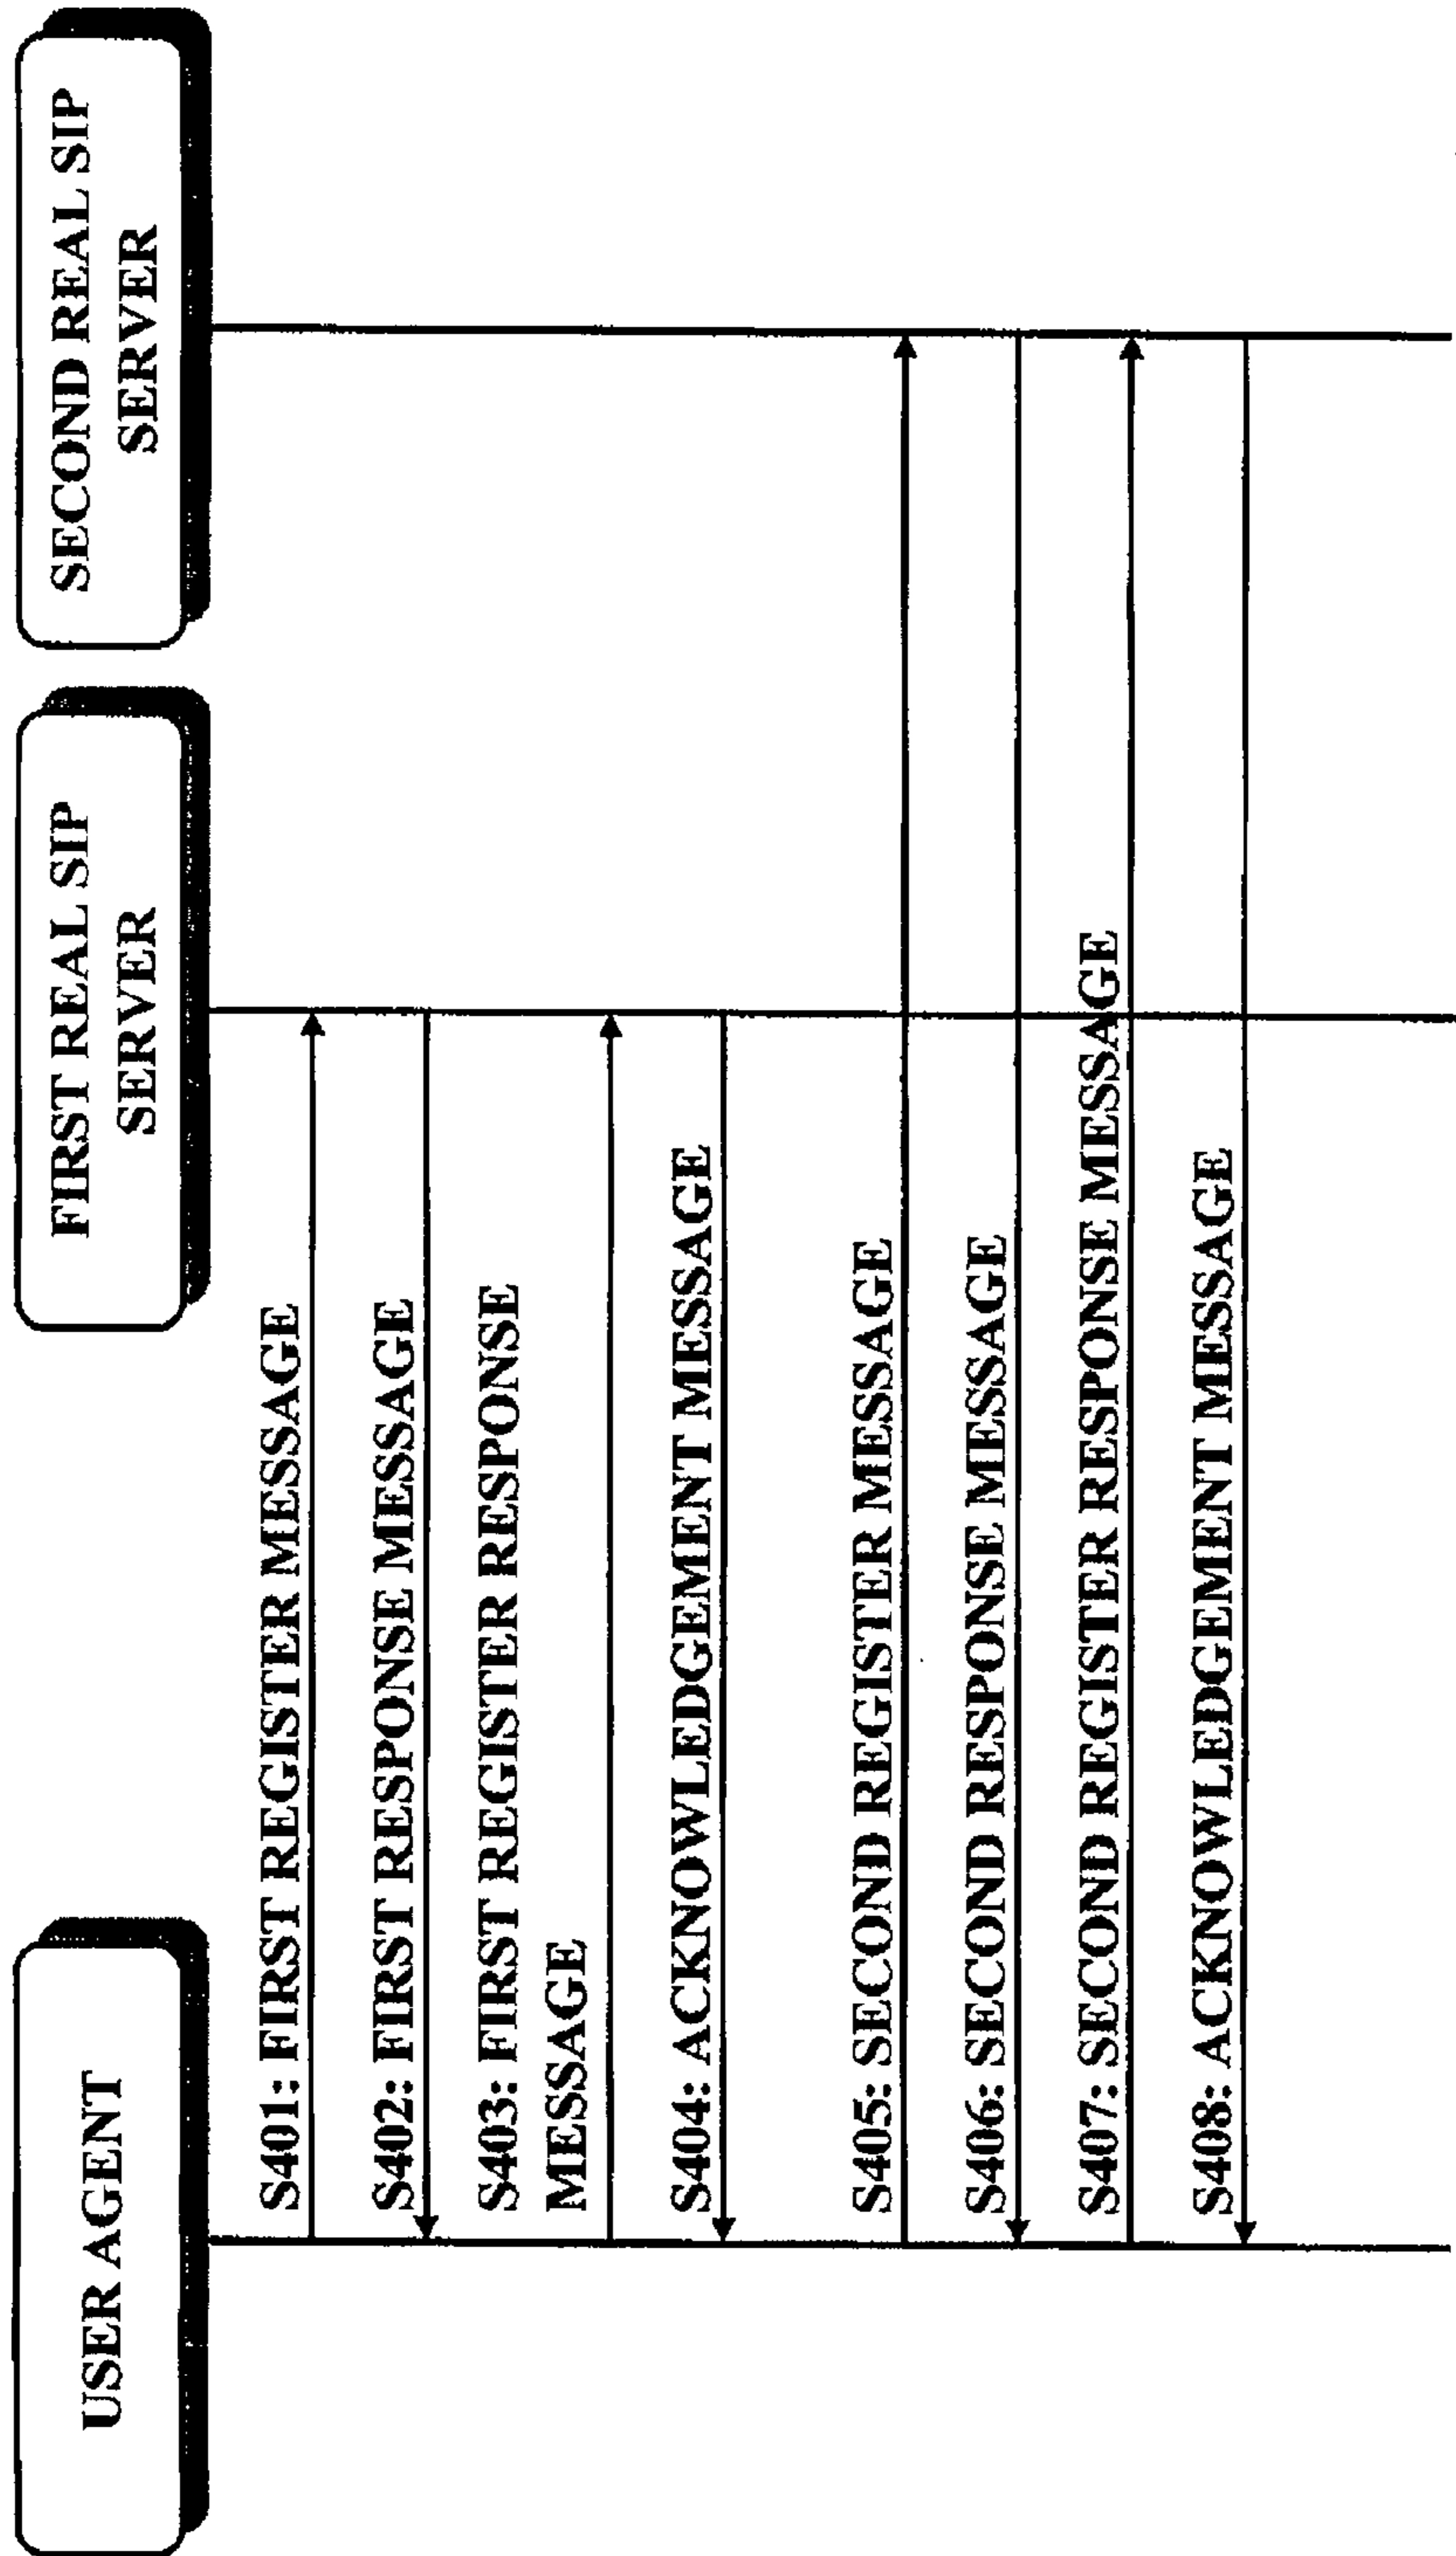 USER AGENT
FIRST REAL SIP
SERVER
SECOND REAL SIP
SERVER
S401: FIRST REGISTER MESSAGE
S402: FIRST RESPONSE MESSAGE
S403: FIRST REGISTER RESPONSE
MESSAGE
S404: ACKNOWLEDGEMENT MESSAGE
S405: SECOND REGISTER MESSAGE
S406: SECOND RESPONSE MESSAGE
S407: SECOND REGISTER RESPONSE MESSAGE
S408: ACKNOWLEDGEMENT MESSAGE